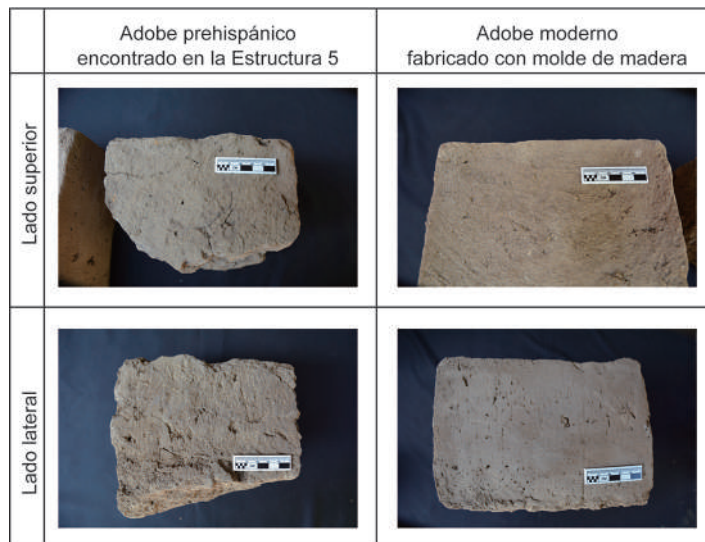 Adobe prehispánico
encontrado en la Estructura 5
Adobe moderno
fabricado con molde de madera
Lado superior
Lado lateral